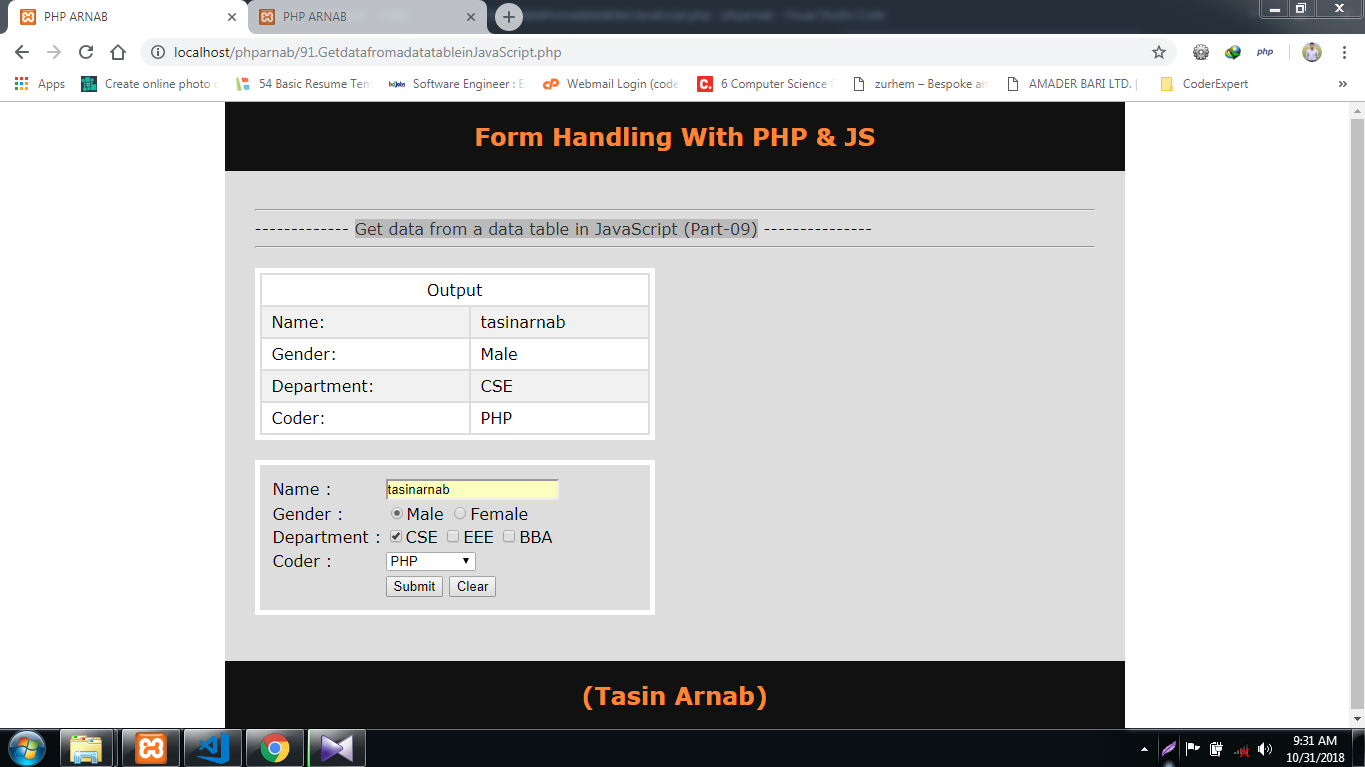 PHP ARNAB
PHP ARNAB
localhost/phparnab/91.GetdatafromadatatableinJavaScript.php
php
Apps
Create online photo
54 Basic Resume Tem
Software Engineer : E
Webmail Login (code
6 Computer Science
zurhem – Bespoke an
AMADER BARI LTD. |
CoderExpert
Form Handling With PHP & JS
------------- Get data from a data table in JavaScript (Part-09) ---------------
Output
Name: tasinarnab
Gender: Male
Department: CSE
Coder: PHP
Name : tasinarnab
Gender : Male Female
Department : CSE EEE BBA
Coder : PHP
Submit Clear
(Tasin Arnab)
9:31 AM
10/31/2018